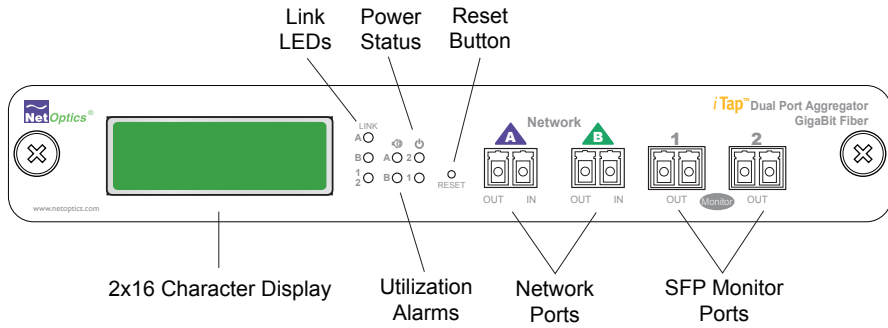 Link
LEDs
Power
Status
Reset
Button
Net Optics®
iTap™ Dual Port Aggregator
GigaBit Fiber
LINK
A
B
1
2
A 2
B 1
RESET
Network
A
B
1
2
OUT IN
OUT IN
OUT
Monitor
OUT
www.netoptics.com
2x16 Character Display
Utilization
Alarms
Network
Ports
SFP Monitor
Ports